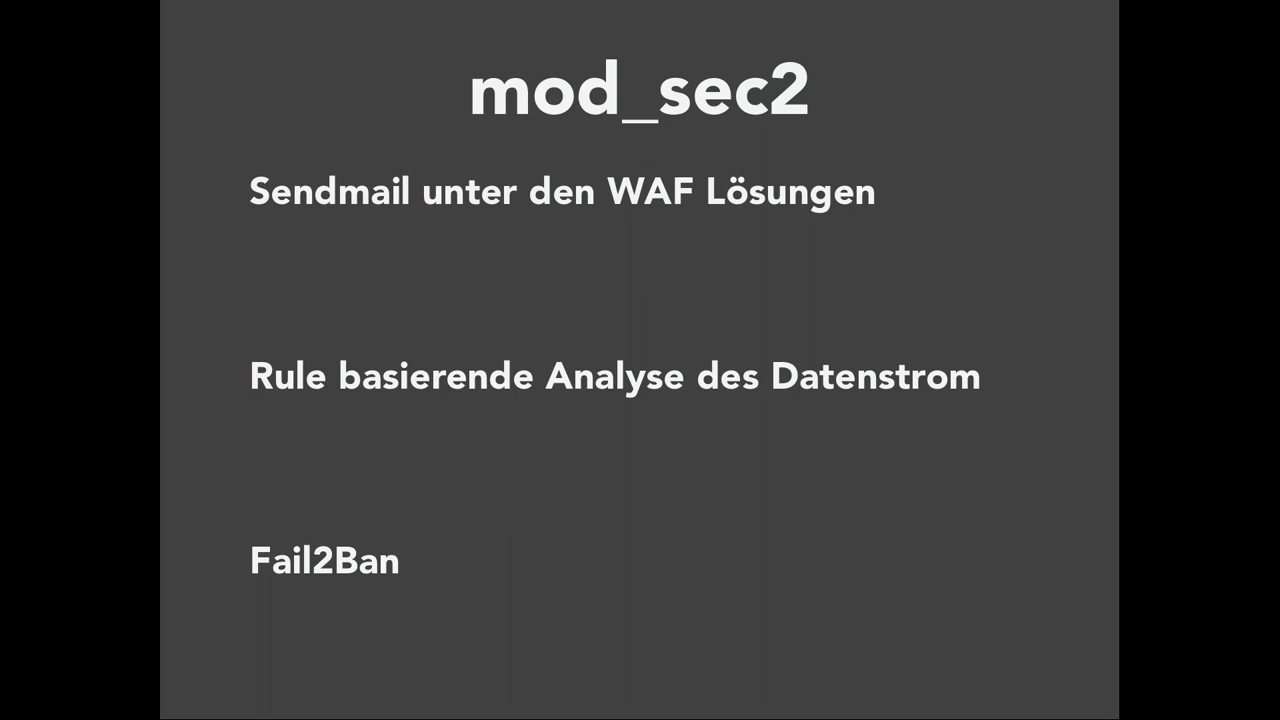 mod_sec2
Sendmail unter den WAF Lösungen
Rule basierende Analyse des Datenstrom
Fail2Ban